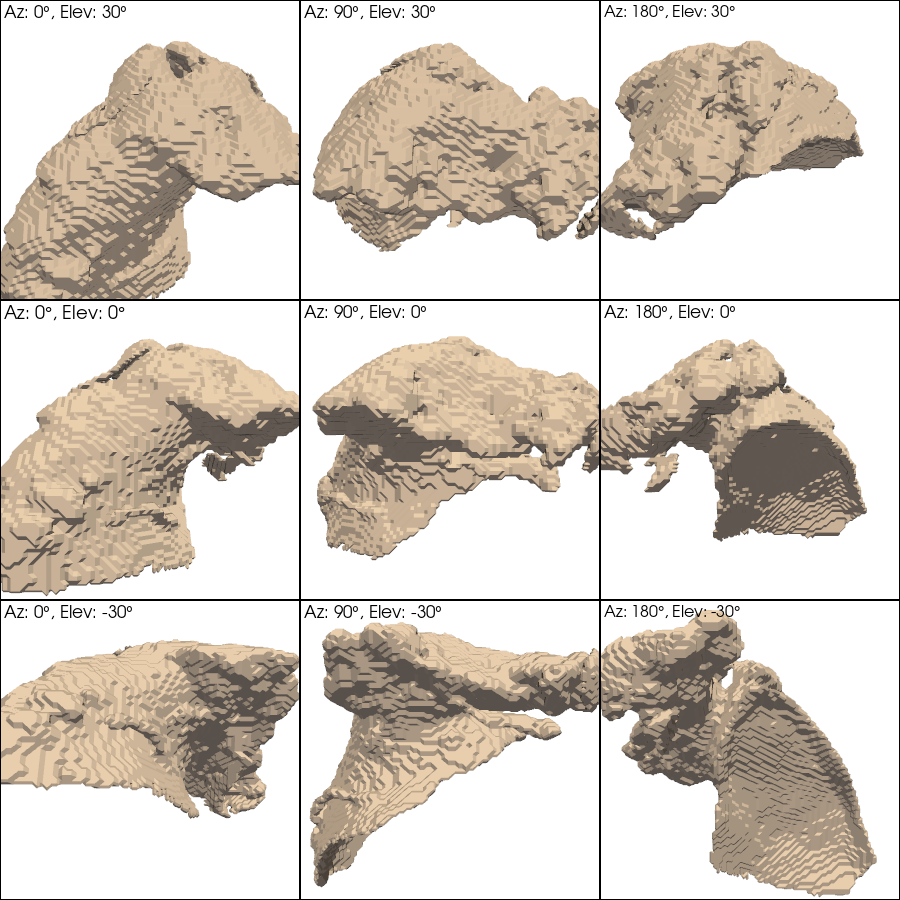 Az: 0°, Elev: 30°
Az: 90°, Elev: 30°
Az: 180°, Elev: 30°
Az: 0°, Elev: 0°
Az: 90°, Elev: 0°
Az: 180°, Elev: 0°
Az: 0°, Elev: -30°
Az: 90°, Elev: -30°
Az: 180°, Elev: -30°